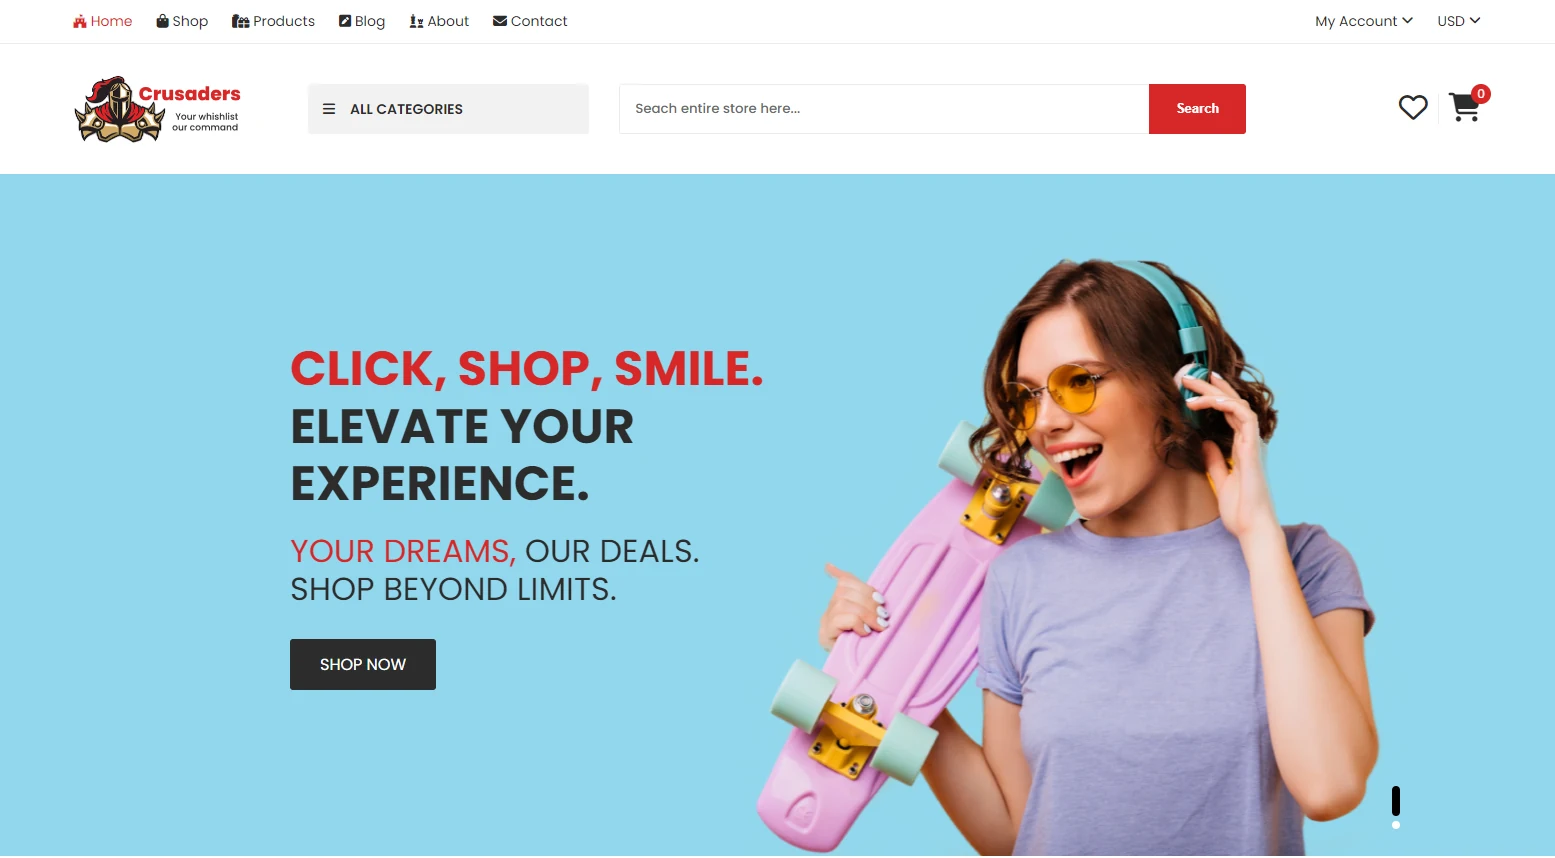 Home Shop Products Blog About Contact My Account USD
Crusaders
Your whishlist
our command
ALL CATEGORIES
Seach entire store here...
Search
0
CLICK, SHOP, SMILE.
ELEVATE YOUR
EXPERIENCE.
YOUR DREAMS, OUR DEALS.
SHOP BEYOND LIMITS.
SHOP NOW